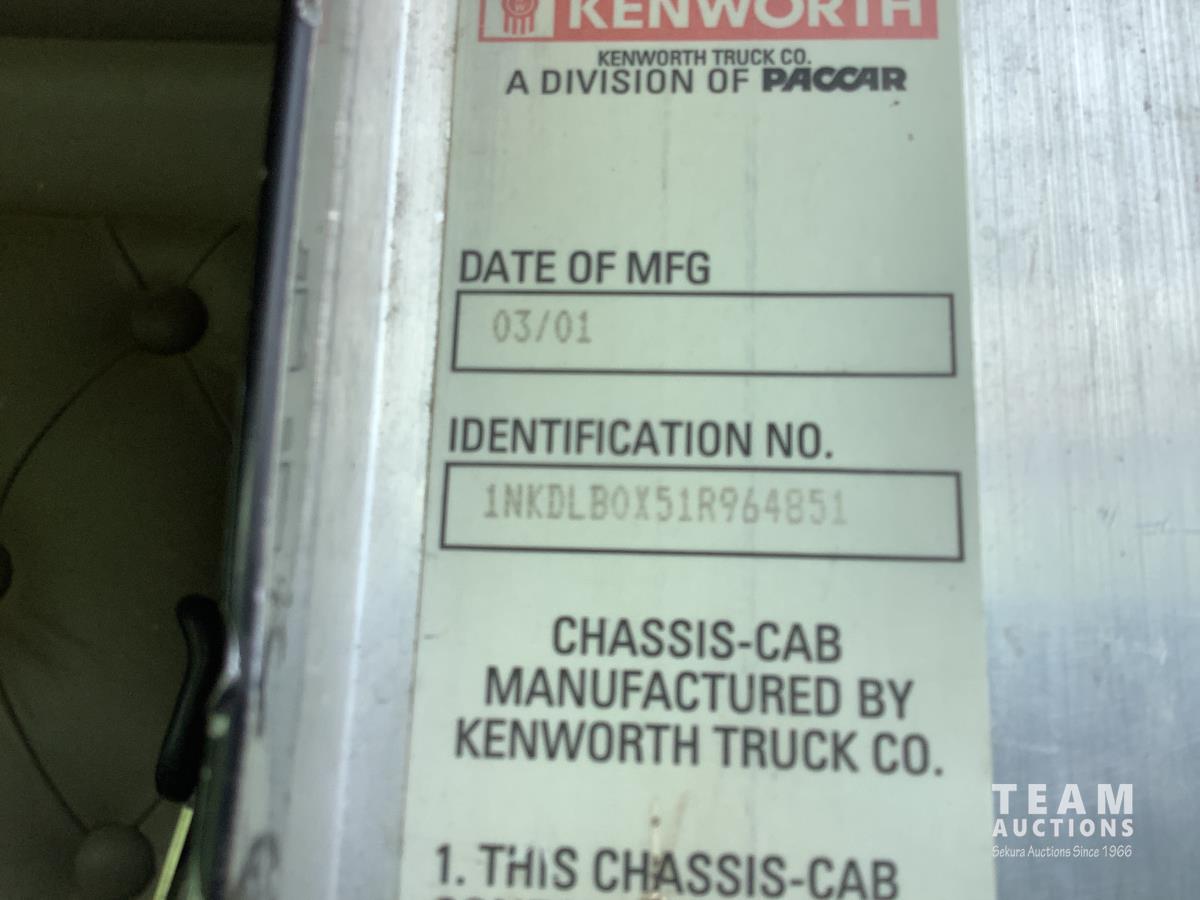 KENWORTH
KENWORTH TRUCK CO.
A DIVISION OF PACCAR
DATE OF MFG
03/01
IDENTIFICATION NO.
1NKDLB0X51R964851
CHASSIS-CAB
MANUFACTURED BY
KENWORTH TRUCK CO.
1. THIS CHASSIS-CAB
TEAM
AUCTIONS
Sekura Auctions Since 1966